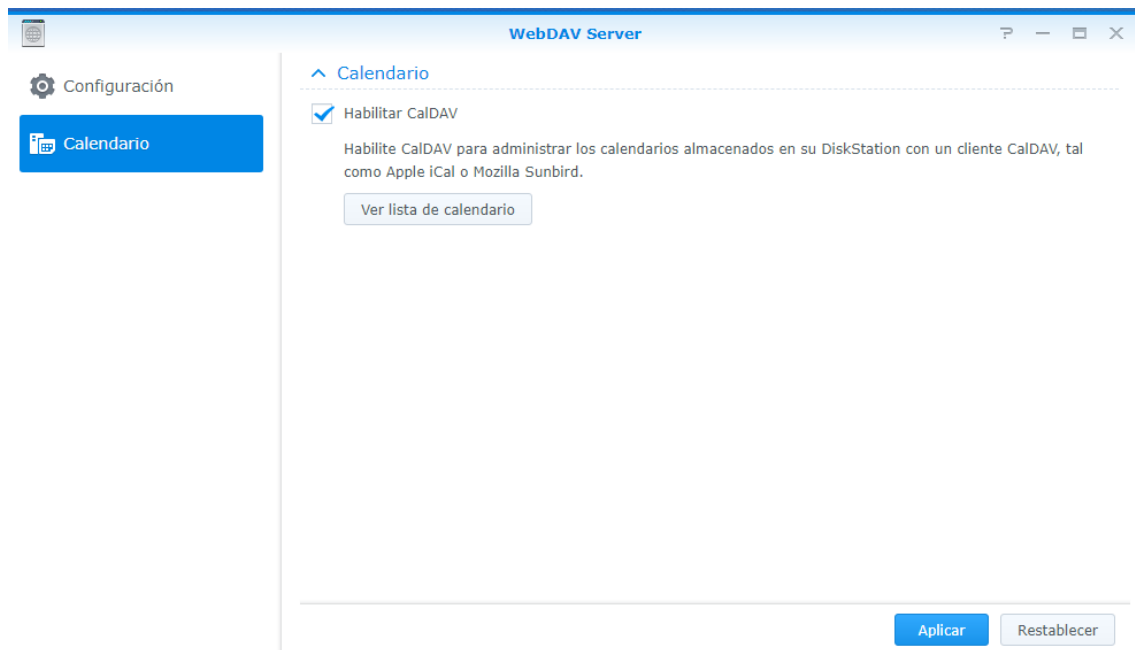 WebDAV Server
Configuración
Calendario
Calendario
Habilitar CalDAV
Habilite CalDAV para administrar los calendarios almacenados en su DiskStation con un cliente CalDAV, tal
como Apple iCal o Mozilla Sunbird.
Ver lista de calendario
Aplicar
Restablecer